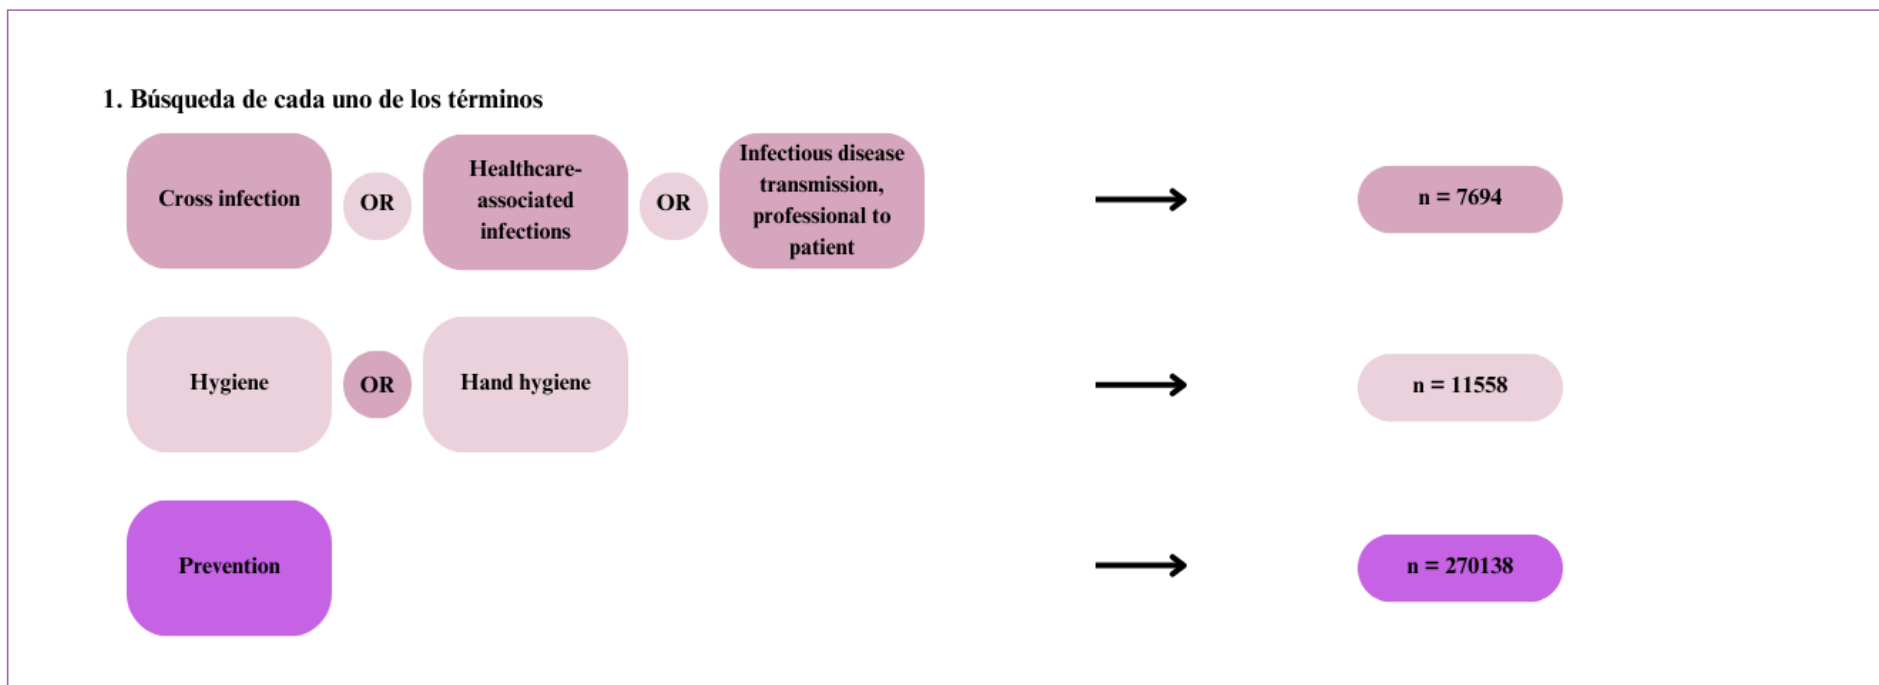 1. Búsqueda de cada uno de los términos
Cross infection
OR
Healthcare-
associated
infections
OR
Infectious disease
transmission,
professional to
patient
n = 7694
Hygiene
OR
Hand hygiene
n = 11558
Prevention
n = 270138